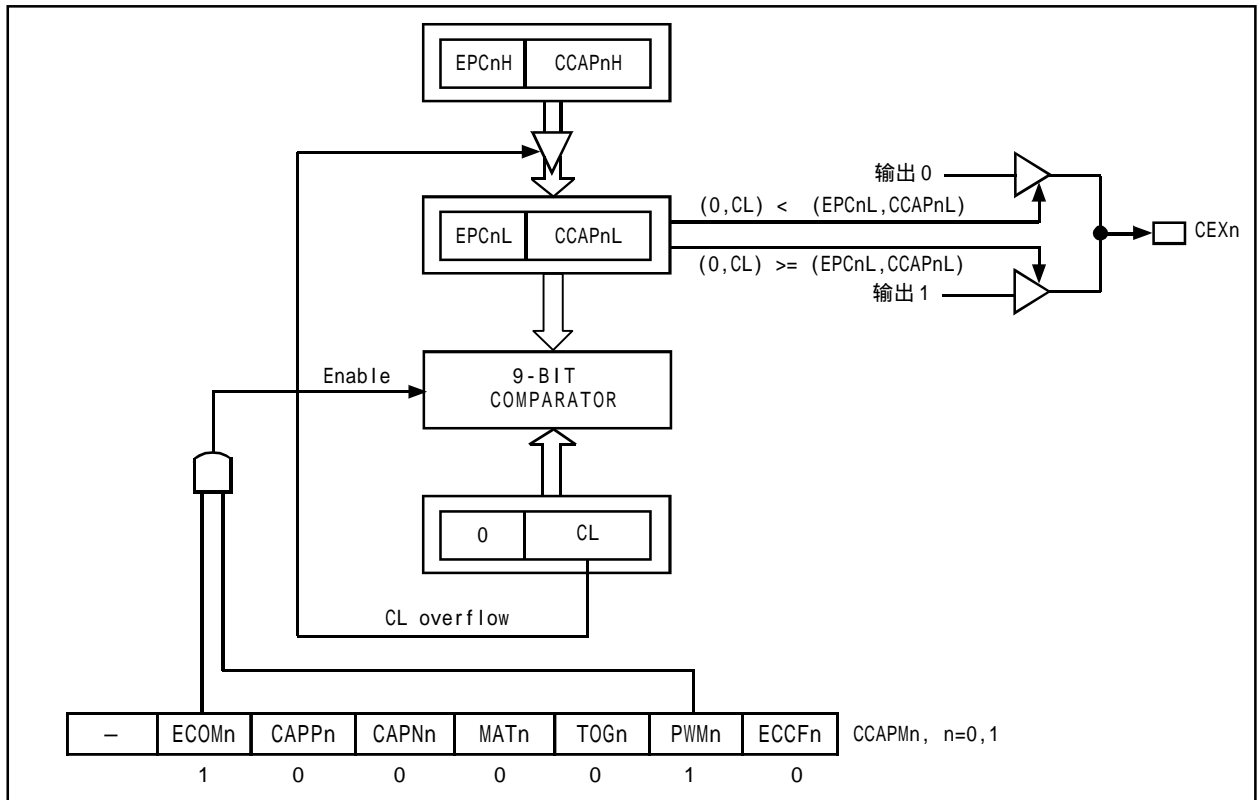 EPCnH CCAPnH
输出0
(0,CL) < (EPCnL,CCAPnL)
EPCnL CCAPnL
CEXn
(0,CL) >= (EPCnL,CCAPnL)
输出1
Enable
9-BIT
COMPARATOR
0 CL
CL overflow
– ECOMn CAPPn CAPNn MATn TOGn PWMn ECCFn CCAPMn, n=0,1
1 0 0 0 0 1 0